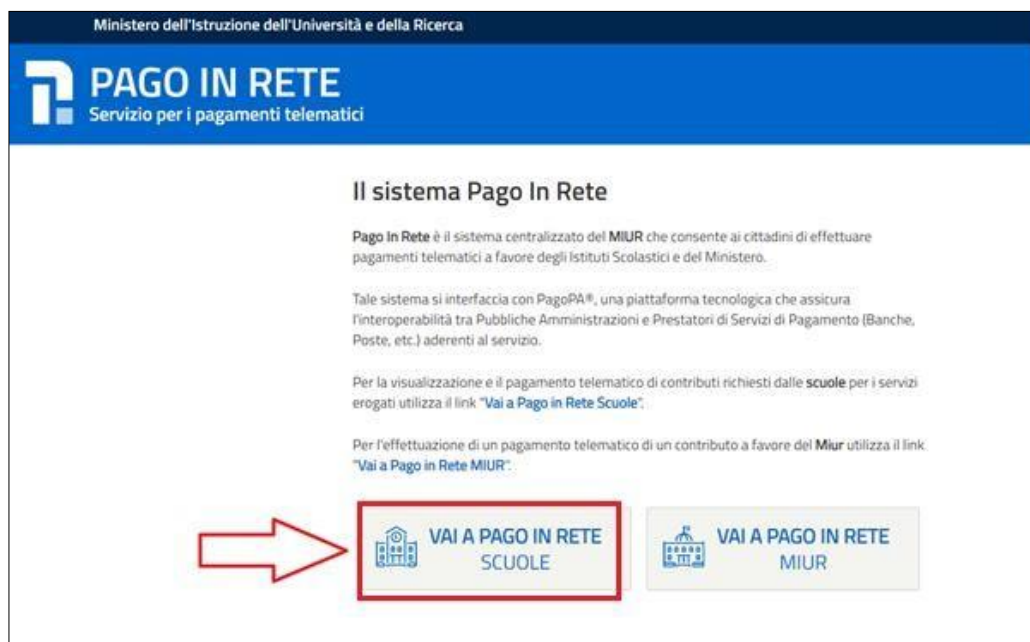 Ministero dell'Istruzione dell'Università e della Ricerca
PAGO IN RETE
Servizio per i pagamenti telematici
Il sistema Pago In Rete
Pago In Rete è il sistema centralizzato del MIUR che consente ai cittadini di effettuare
pagamenti telematici a favore degli Istituti Scolastici e del Ministero.
Tale sistema si interfaccia con PagoPA®, una piattaforma tecnologica che assicura
l'interoperabilità tra Pubbliche Amministrazioni e Prestatori di Servizi di Pagamento (Banche,
Poste, etc.) aderenti al servizio.
Per la visualizzazione e il pagamento telematico di contributi richiesti dalle scuole per i servizi
erogati utilizza il link "Vai a Pago in Rete Scuole".
Per l'effettuazione di un pagamento telematico di un contributo a favore del Miur utilizza il link
"Vai a Pago in Rete MIUR".
VAI A PAGO IN RETE
SCUOLE
VAI A PAGO IN RETE
MIUR